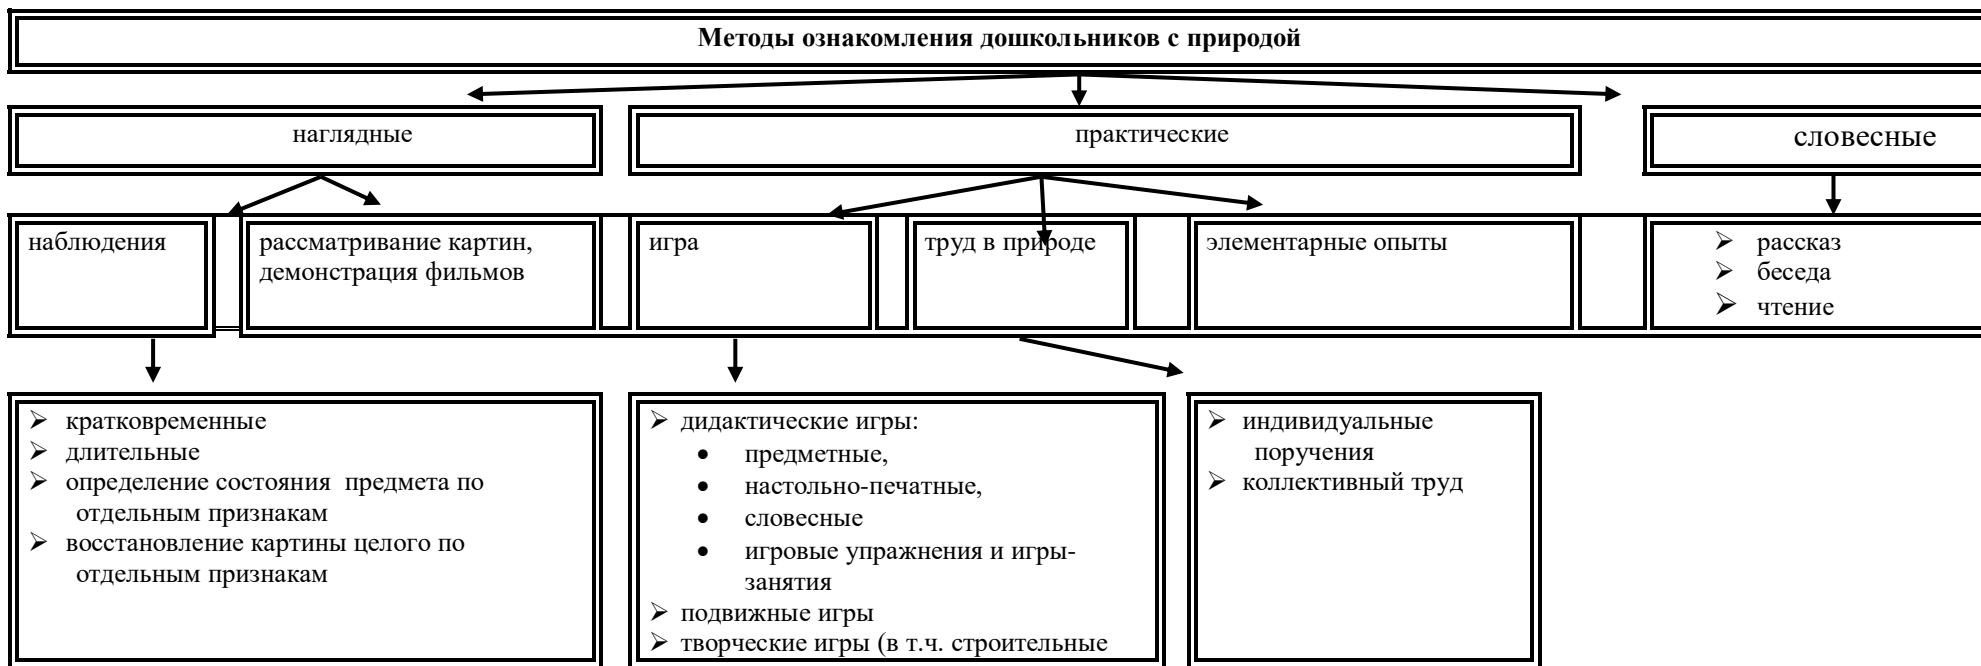 Методы ознакомления дошкольников с природой
наглядные
практические
словесные
наблюдения
рассматривание картин,
демонстрация фильмов
игра
труд в природе
элементарные опыты
➢ рассказ
➢ беседа
➢ чтение
➢ кратковременные
➢ длительные
➢ определение состояния предмета по
отдельным признакам
➢ восстановление картины целого по
отдельным признакам
➢ дидактические игры:
• предметные,
• настольно-печатные,
• словесные
• игровые упражнения и игры-
занятия
➢ подвижные игры
➢ творческие игры (в т.ч. строительные
➢ индивидуальные
поручения
➢ коллективный труд